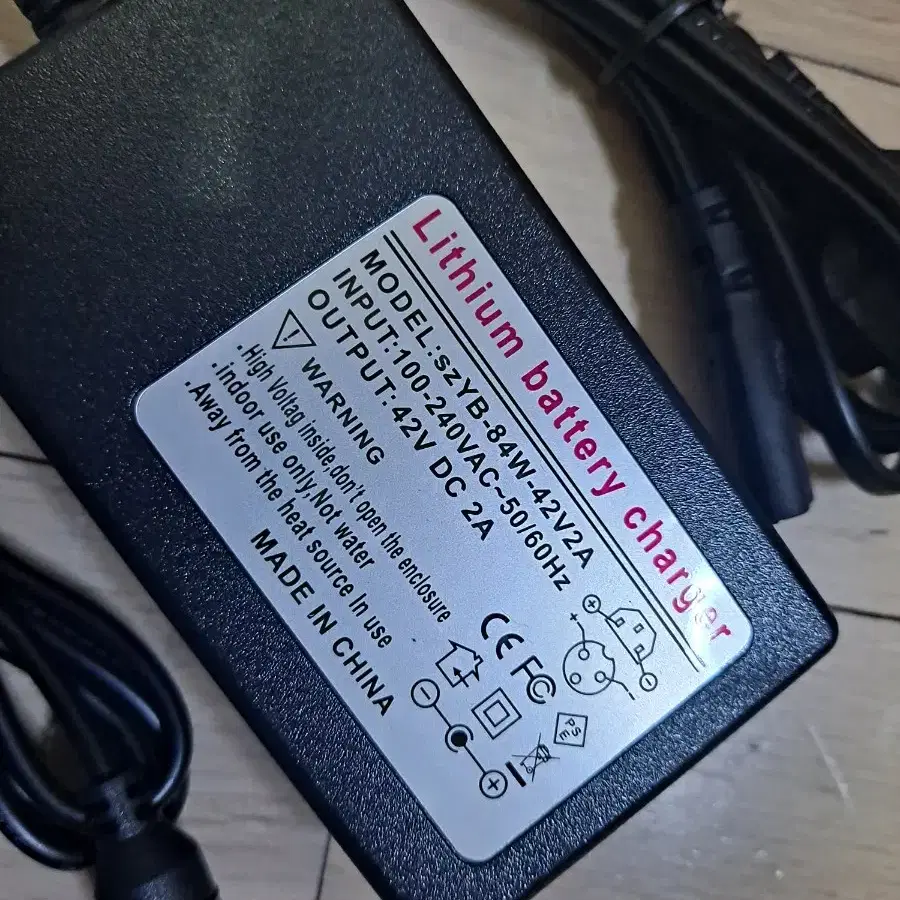 Lithium battery charger
MODEL:szYB-84W-42V2A
INPUT:100-240VAC~50/60Hz
OUTPUT:42V DC 2A
WARNING
.High Voltag inside,don't open the enclosure
.indoor use only.Not water
.Away from the heat source In use
MADE IN CHINA
CE FC
PSE